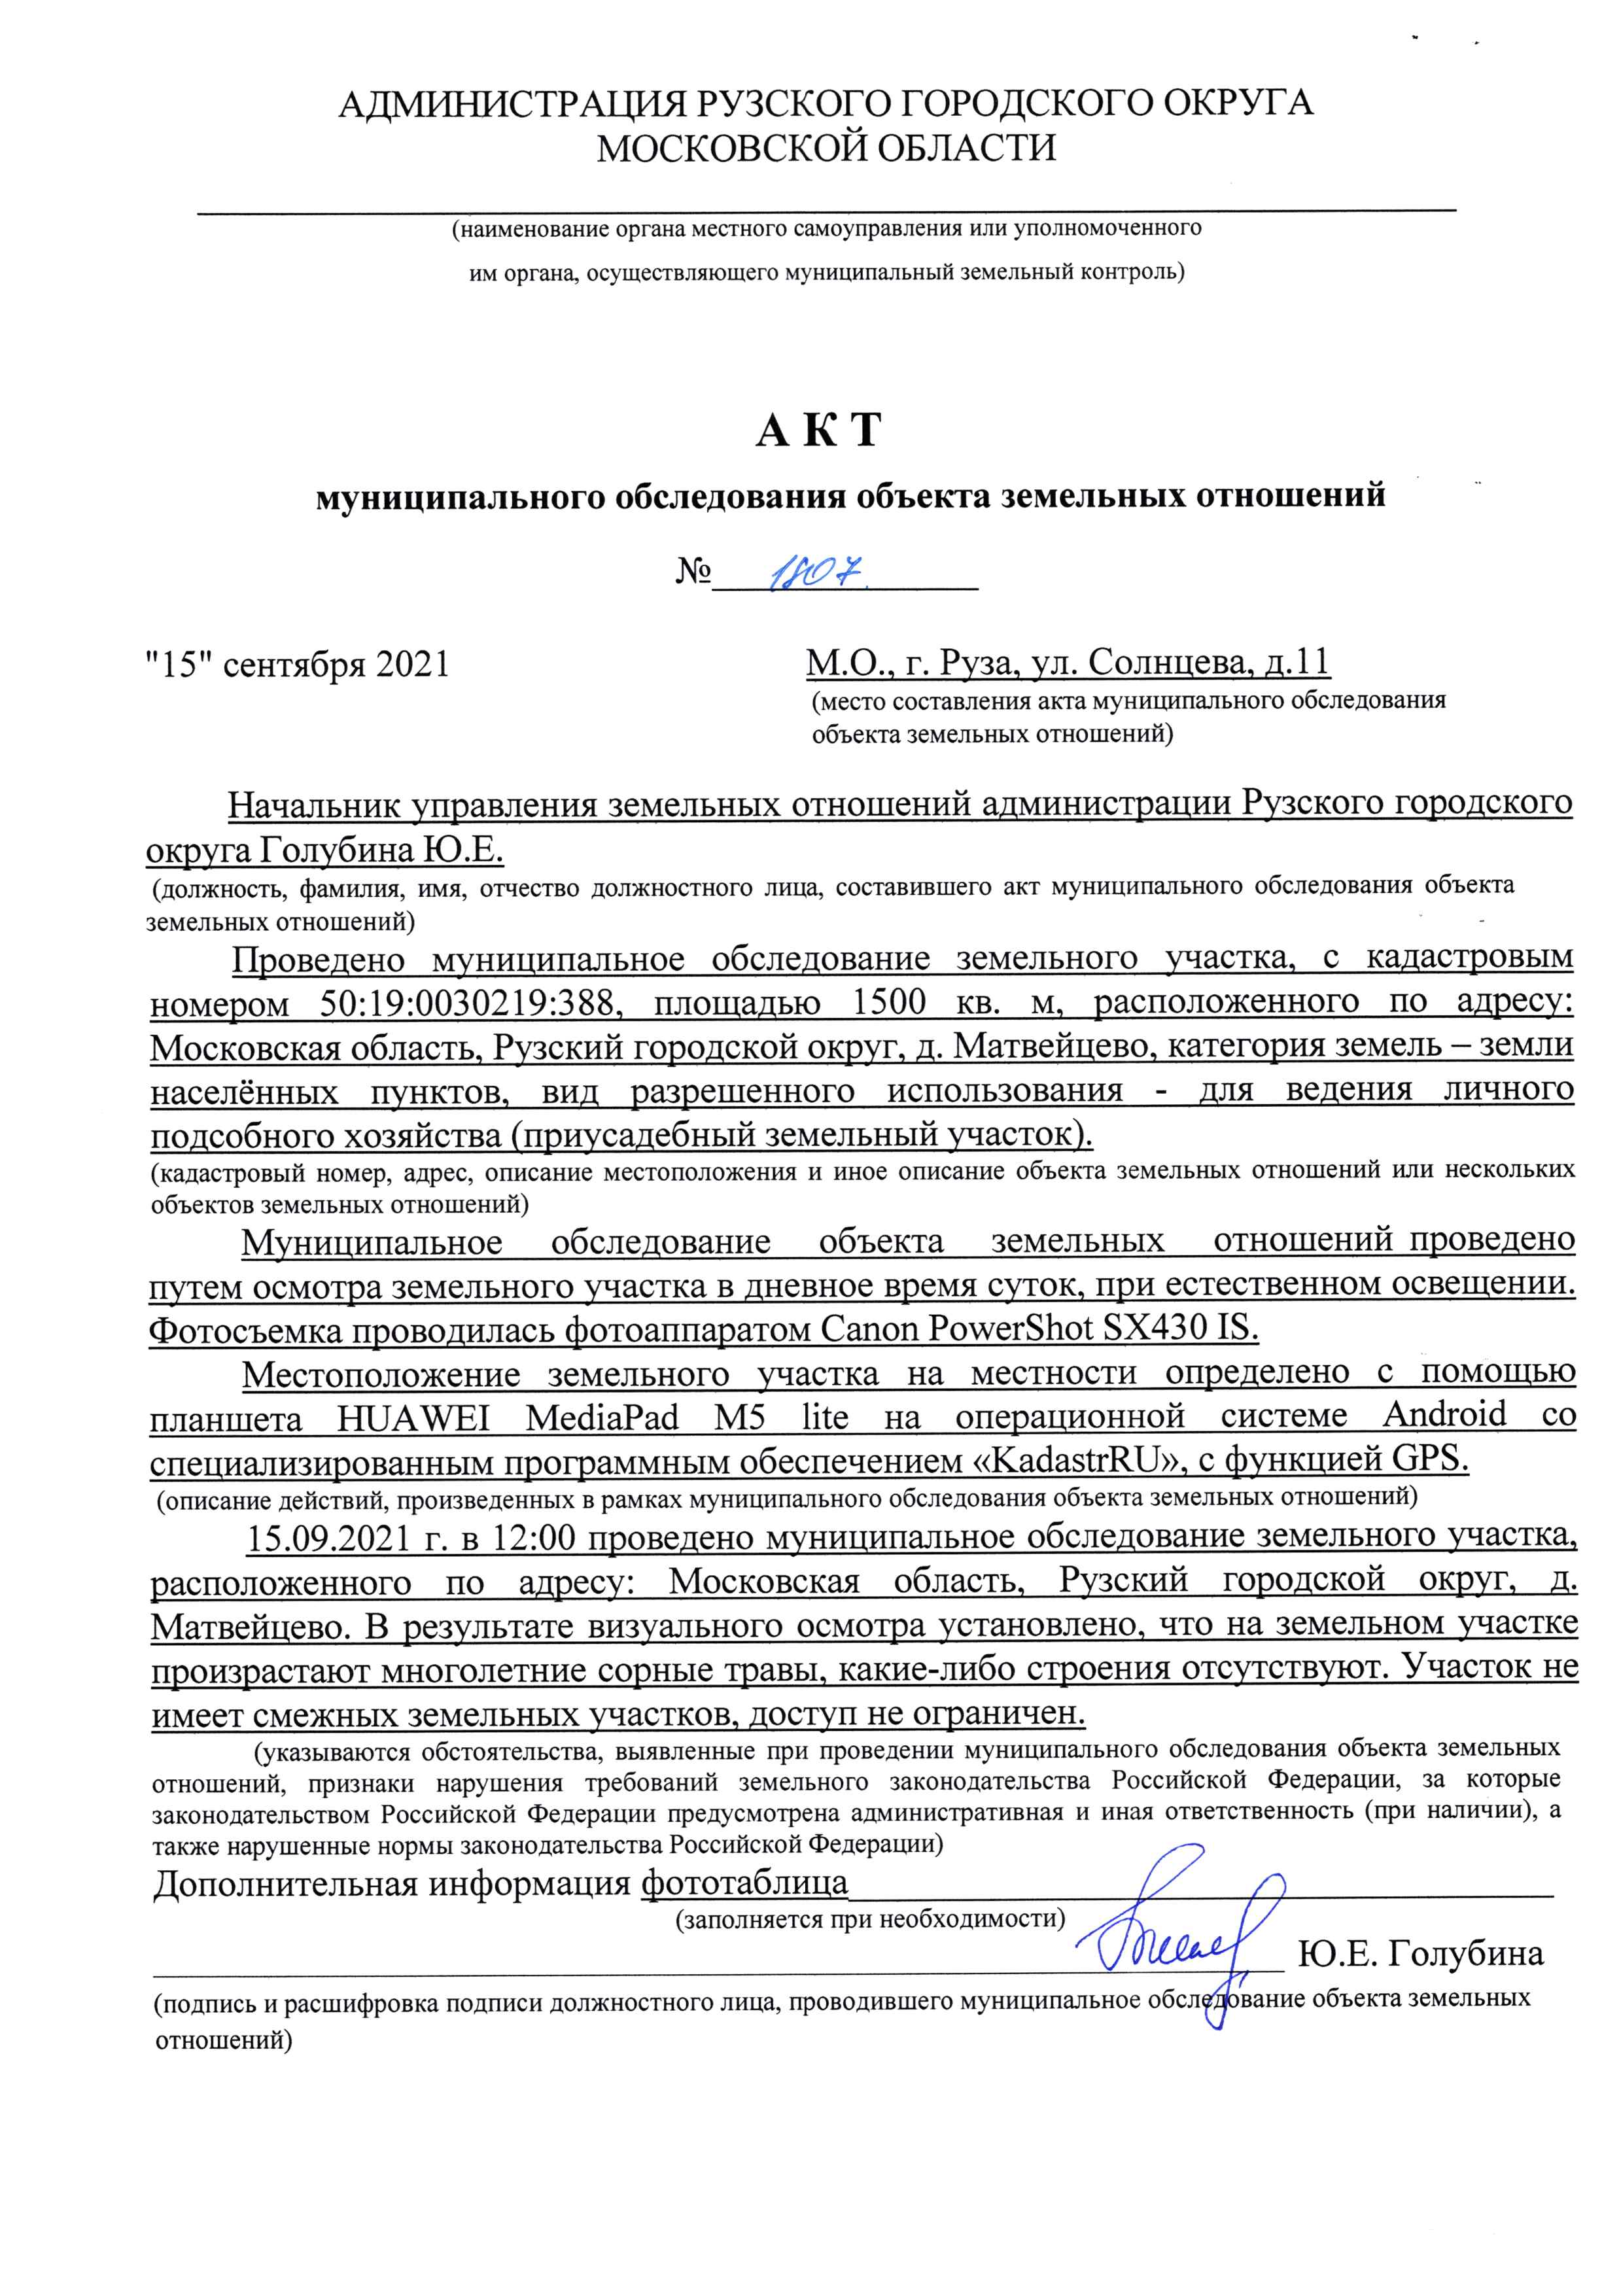 АДМИНИСТРАЦИЯ РУЗСКОГО ГОРОДСКОГО ОКРУГА
МОСКОВСКОЙ ОБЛАСТИ
(наименование органа местного самоуправления или уполномоченного
им органа, осуществляющего муниципальный земельный контроль)
А К Т
муниципального обследования объекта земельных отношений
№ 1807
"15" сентября 2021
М.О., г. Руза, ул. Солнцева, д.11
(место составления акта муниципального обследования
объекта земельных отношений)
Начальник управления земельных отношений администрации Рузского городского
округа Голубина Ю.Е.
(должность, фамилия, имя, отчество должностного лица, составившего акт муниципального обследования объекта
земельных отношений)
Проведено муниципальное обследование земельного участка, с кадастровым
номером 50:19:0030219:388, площадью 1500 кв. м, расположенного по адресу:
Московская область, Рузский городской округ, д. Матвейцево, категория земель – земли
населённых пунктов, вид разрешенного использования - для ведения личного
подсобного хозяйства (приусадебный земельный участок).
(кадастровый номер, адрес, описание местоположения и иное описание объекта земельных отношений или нескольких
объектов земельных отношений)
Муниципальное обследование объекта земельных отношений проведено
путем осмотра земельного участка в дневное время суток, при естественном освещении.
Фотосъемка проводилась фотоаппаратом Canon PowerShot SX430 IS.
Местоположение земельного участка на местности определено с помощью
планшета HUAWEI MediaPad M5 lite на операционной системе Android со
специализированным программным обеспечением «KadastrRU», с функцией GPS.
(описание действий, произведенных в рамках муниципального обследования объекта земельных отношений)
15.09.2021 г. в 12:00 проведено муниципальное обследование земельного участка,
расположенного по адресу: Московская область, Рузский городской округ, д.
Матвейцево. В результате визуального осмотра установлено, что на земельном участке
произрастают многолетние сорные травы, какие-либо строения отсутствуют. Участок не
имеет смежных земельных участков, доступ не ограничен.
(указываются обстоятельства, выявленные при проведении муниципального обследования объекта земельных
отношений, признаки нарушения требований земельного законодательства Российской Федерации, за которые
законодательством Российской Федерации предусмотрена административная и иная ответственность (при наличии), а
также нарушенные нормы законодательства Российской Федерации)
Дополнительная информация фототаблица
(заполняется при необходимости)
Ю.Е. Голубина
(подпись и расшифровка подписи должностного лица, проводившего муниципальное обследование объекта земельных
отношений)